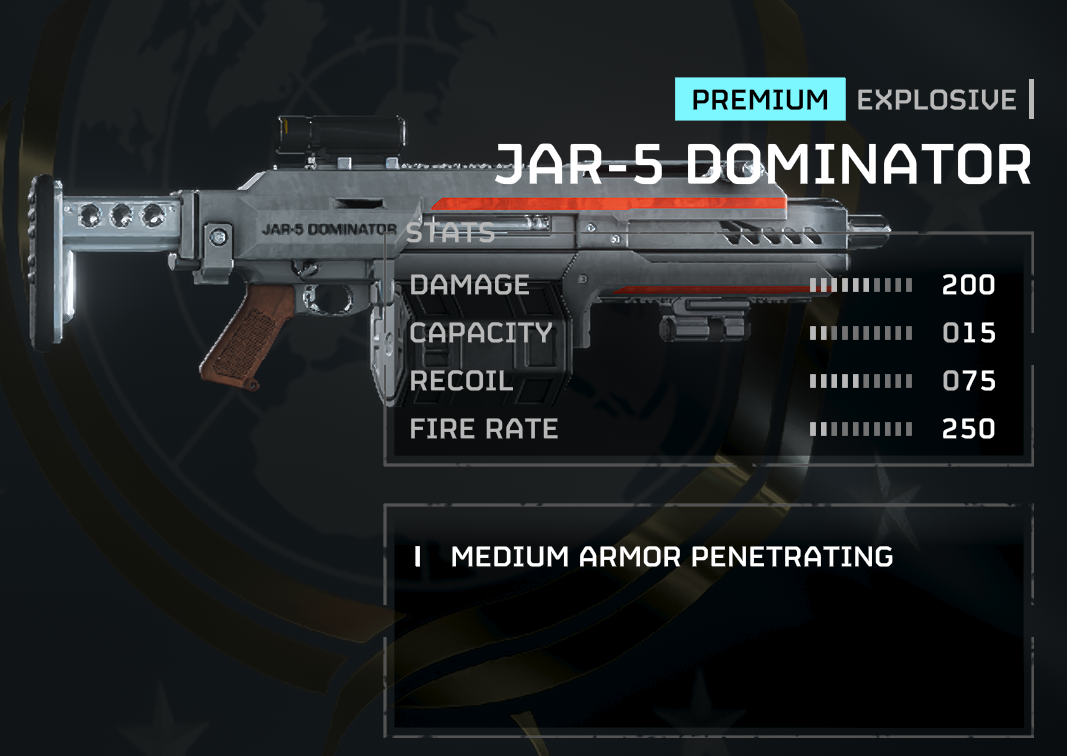 PREMIUM EXPLOSIVE
JAR-5 DOMINATOR
JAR-5 DOMINATOR
STATS
DAMAGE 200
CAPACITY 015
RECOIL 075
FIRE RATE 250
MEDIUM ARMOR PENETRATING